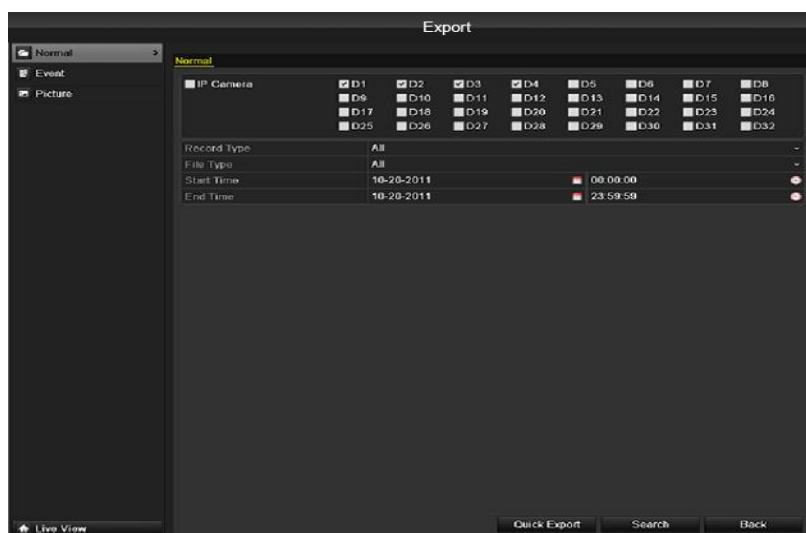 Export
Normal
Event
Picture
Normal
IP Camera D1 D2 D3 D4 D5 D6 D7 D8
D9 D10 D11 D12 D13 D14 D15 D16
D17 D18 D19 D20 D21 D22 D23 D24
D25 D26 D27 D28 D29 D30 D31 D32
Record Type All
File Type All
Start Time 10-20-2011 00:00:00
End Time 10-20-2011 23:59:59
Quick Export Search Back
Live View